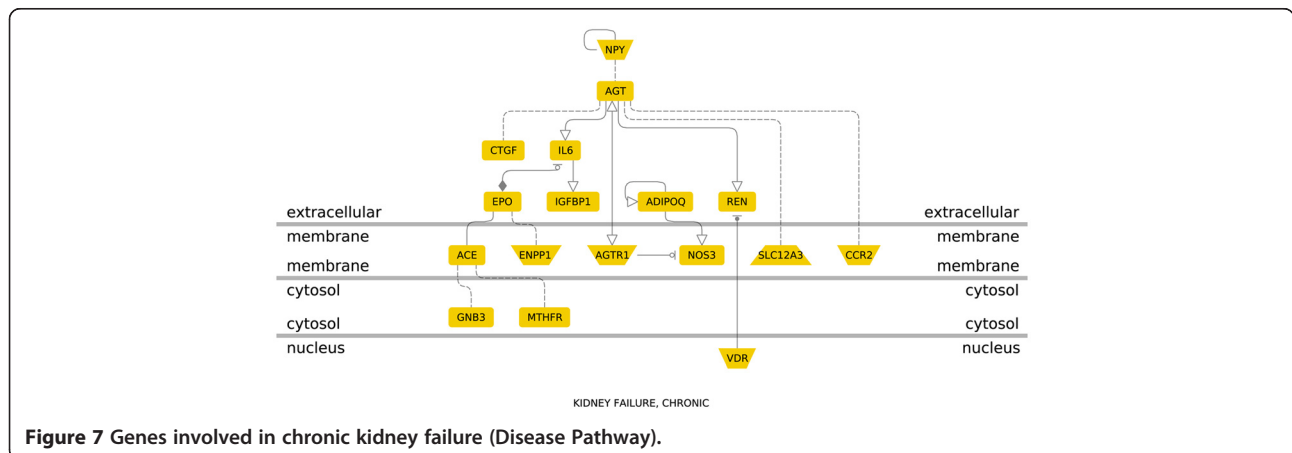 NPY
AGT
CTGF IL6
EPO IGFBP1 ADIPOQ REN
extracellular extracellular
membrane membrane
ACE ENPP1 AGTR1 NOS3 SLC12A3 CCR2
membrane membrane
cytosol cytosol
GNB3 MTHFR
cytosol cytosol
nucleus nucleus
VDR
KIDNEY FAILURE, CHRONIC
Figure 7 Genes involved in chronic kidney failure (Disease Pathway).